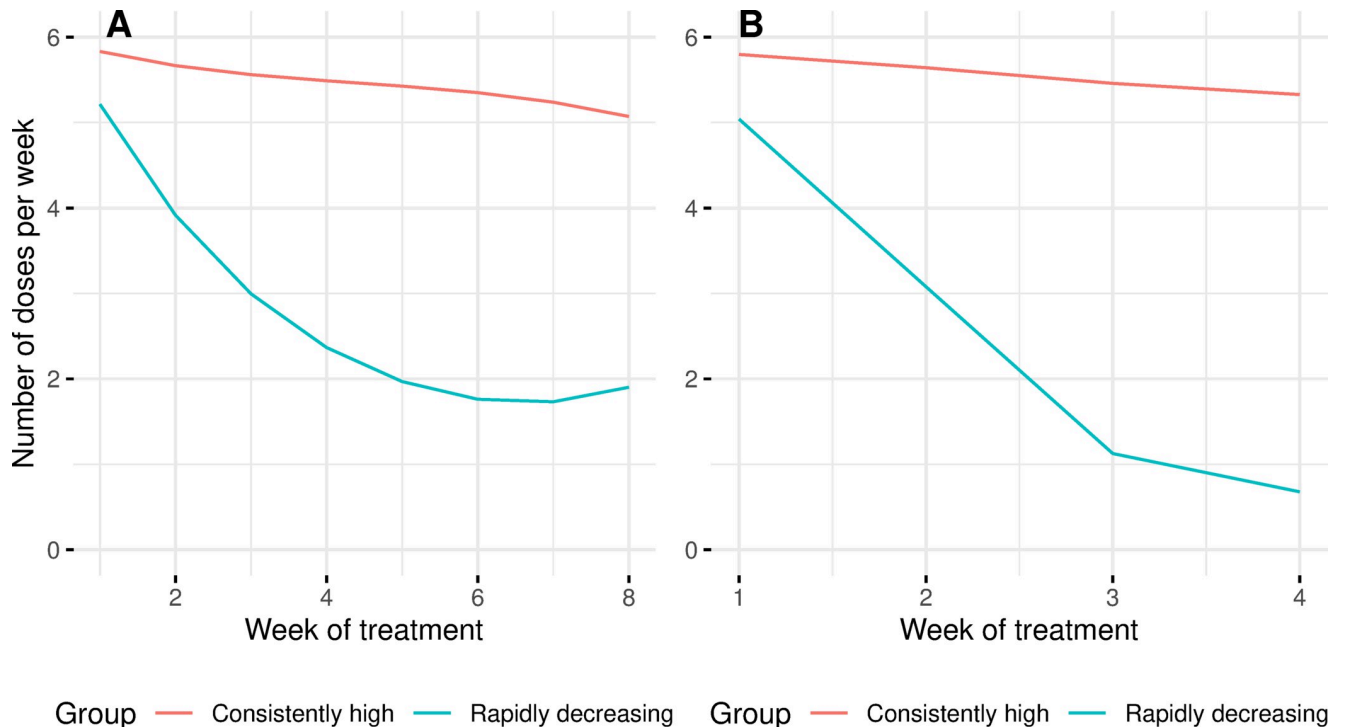 A
B
Number of doses per week
6
4
2
0
2
4
6
8
Week of treatment
6
4
2
0
1
2
3
4
Week of treatment
Group Consistently high Rapidly decreasing
Group Consistently high Rapidly decreasing